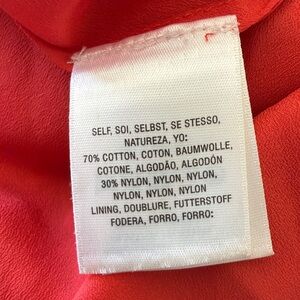 SELF, SOI, SELBST, SE STESSO,
NATUREZA, YO:
70% COTTON, COTON, BAUMWOLLE,
COTONE, ALGODÃO, ALGODÓN
30% NYLON, NYLON, NYLON,
NYLON, NYLON, NYLON
LINING, DOUBLURE, FUTTERSTOFF
FODERA, FORRO, FORRO: